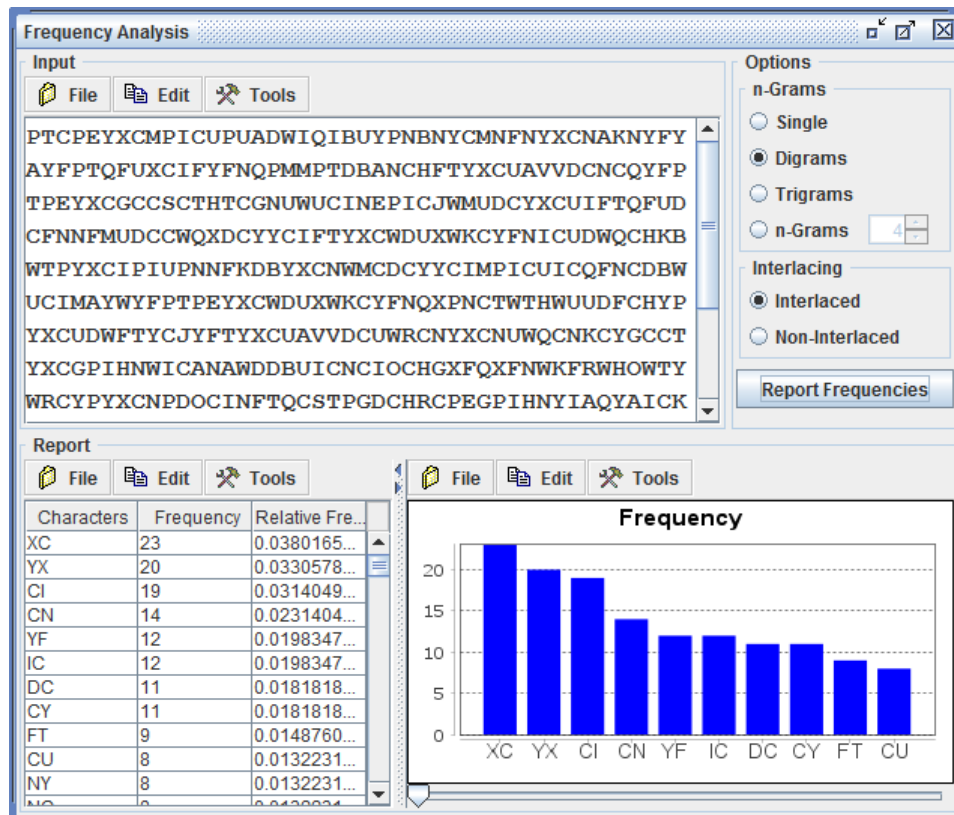 Frequency Analysis
Input
File Edit Tools
PTCPEYXCMPICUPUADWIQIBUYPNBNYCMNFNYXCNAKNYFY
AYFPTQFUXCIFYFNQPMMPTDBANCHFTYXCUAVVDCNCQYFP
TPEYXCGCCSCTHTCGNUWUCINEPICJWMUDCYXCUIFTQFUD
CFNNFMUDCCWQXDCYYCIFTYXCWDUXWKCYFNICUDWQCHKB
WTPYXCIPIUPNNFKDBYXCNWMCDCYYCIMPICUICQFNCDBW
UCIMAYWYFPTPEYXCWDUXWKCYFNQXPNCTWTHWUUDFCHYP
YXCUDWFTYCJYFTYXCUAVVDCUWRCNYXCNUWQCNKCYGCCT
YXCGPIHNWICANAWDDBUICNCIOCHGXFQXFNWKFRWHOWTY
WRCYPYXCNPDOCINFTQCSTPGDCHRCPEGPIHNYIAQYAICK
Options
n-Grams
Single
Digrams
Trigrams
n-Grams 4
Interlacing
Interlaced
Non-Interlaced
Report Frequencies
Report
File Edit Tools
Characters Frequency Relative Fre...
XC 23 0.0380165...
YX 20 0.0330578...
CI 19 0.0314049...
CN 14 0.0231404...
YF 12 0.0198347...
IC 12 0.0198347...
DC 11 0.0181818...
CY 11 0.0181818...
FT 9 0.0148760...
CU 8 0.0132231...
NY 8 0.0132231...
File Edit Tools
Frequency
20
15
10
5
0
XC YX CI CN YF IC DC CY FT CU